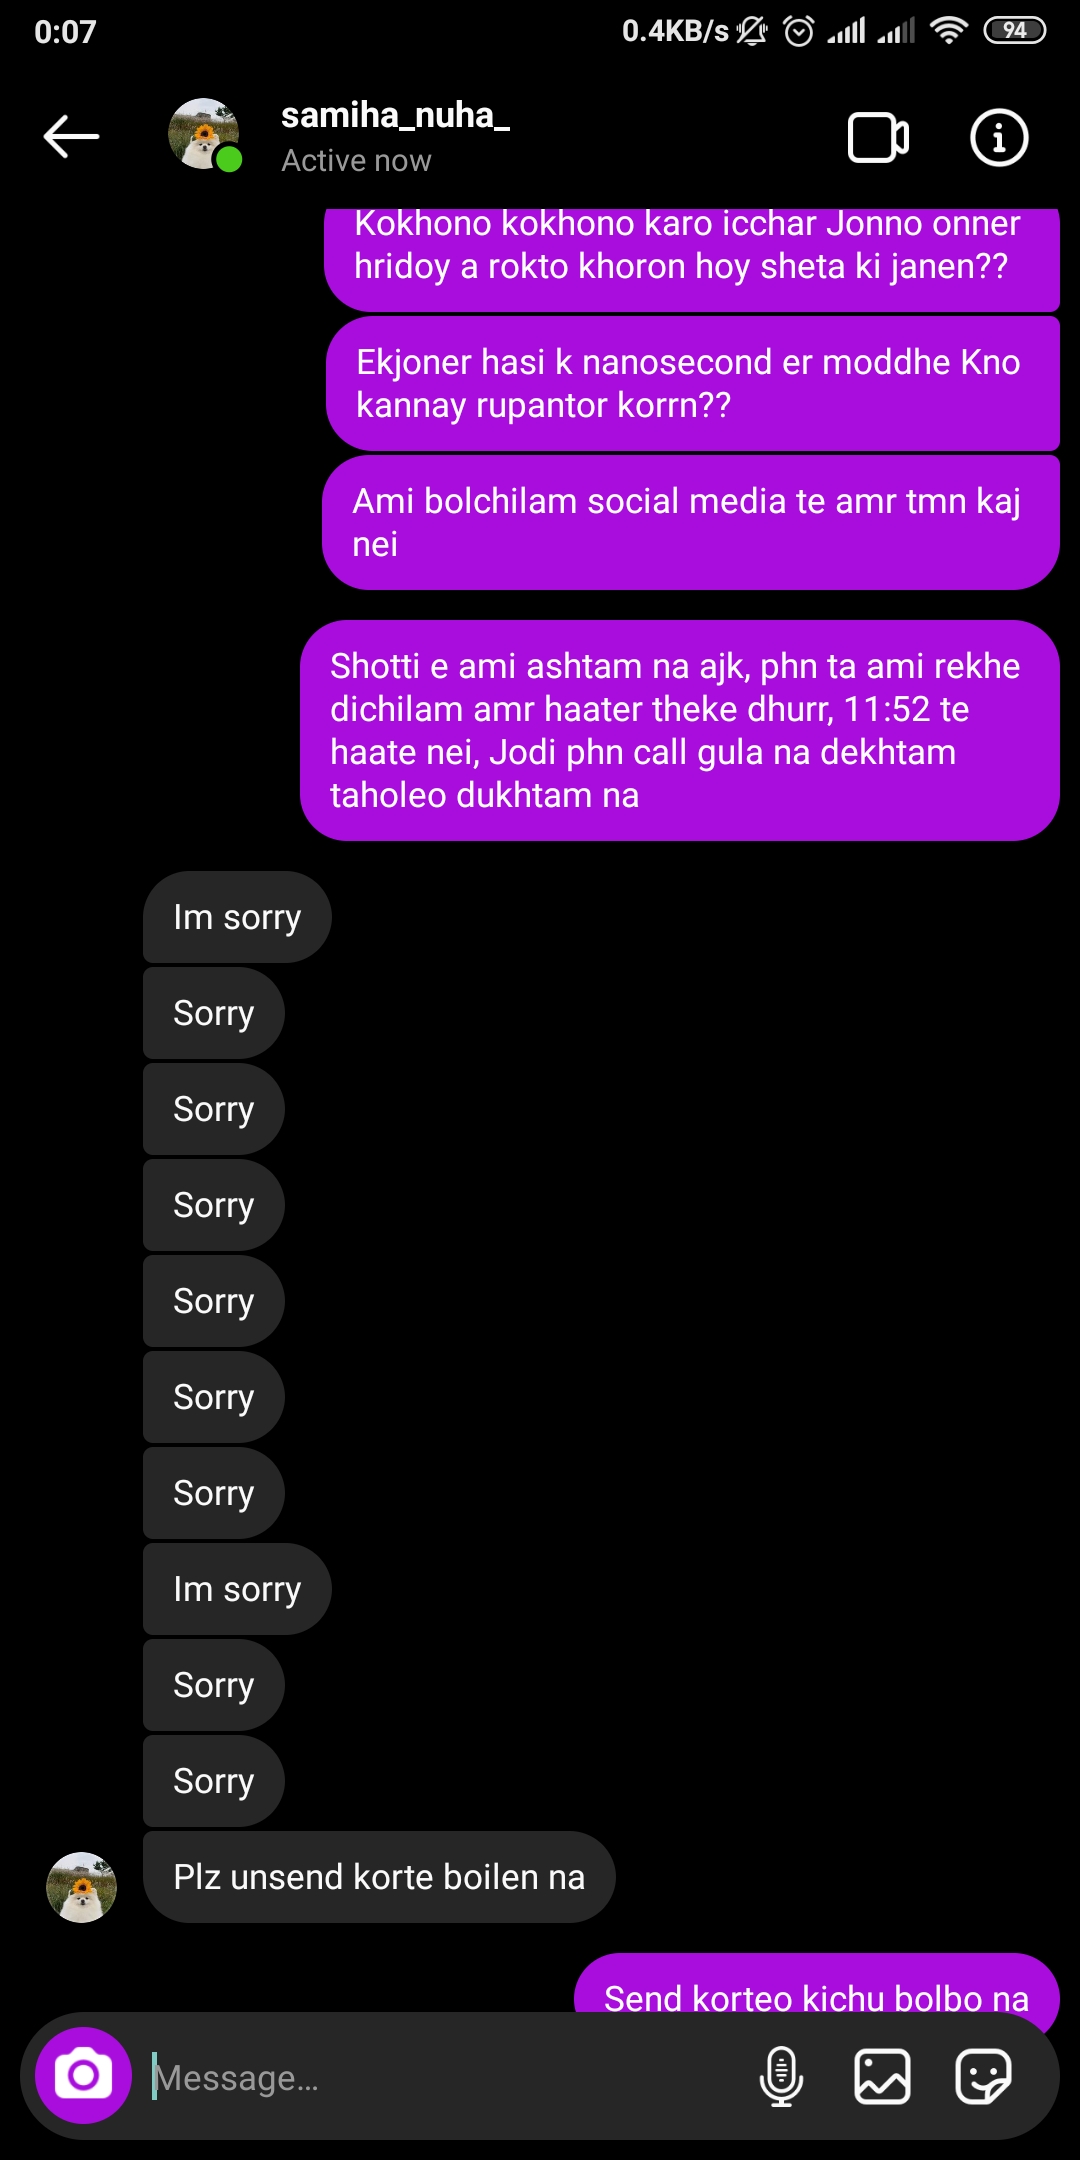 0:07
0.4KB/s
94
samiha_nuha_
Active now
Kokhono kokhono karo icchar Jonno onner
hridoy a rokto khoron hoy sheta ki janen??
Ekjoner hasi k nanosecond er moddhe Kno
kannay rupantor korrn??
Ami bolchilam social media te amr tmn kaj
nei
Shotti e ami ashtam na ajk, phn ta ami rekhe
dichilam amr haater theke dhurr, 11:52 te
haate nei, Jodi phn call gula na dekhtam
taholeo dukhtam na
Im sorry
Sorry
Sorry
Sorry
Sorry
Sorry
Sorry
Im sorry
Sorry
Sorry
Plz unsend korte boilen na
Send korteo kichu bolbo na
Message...